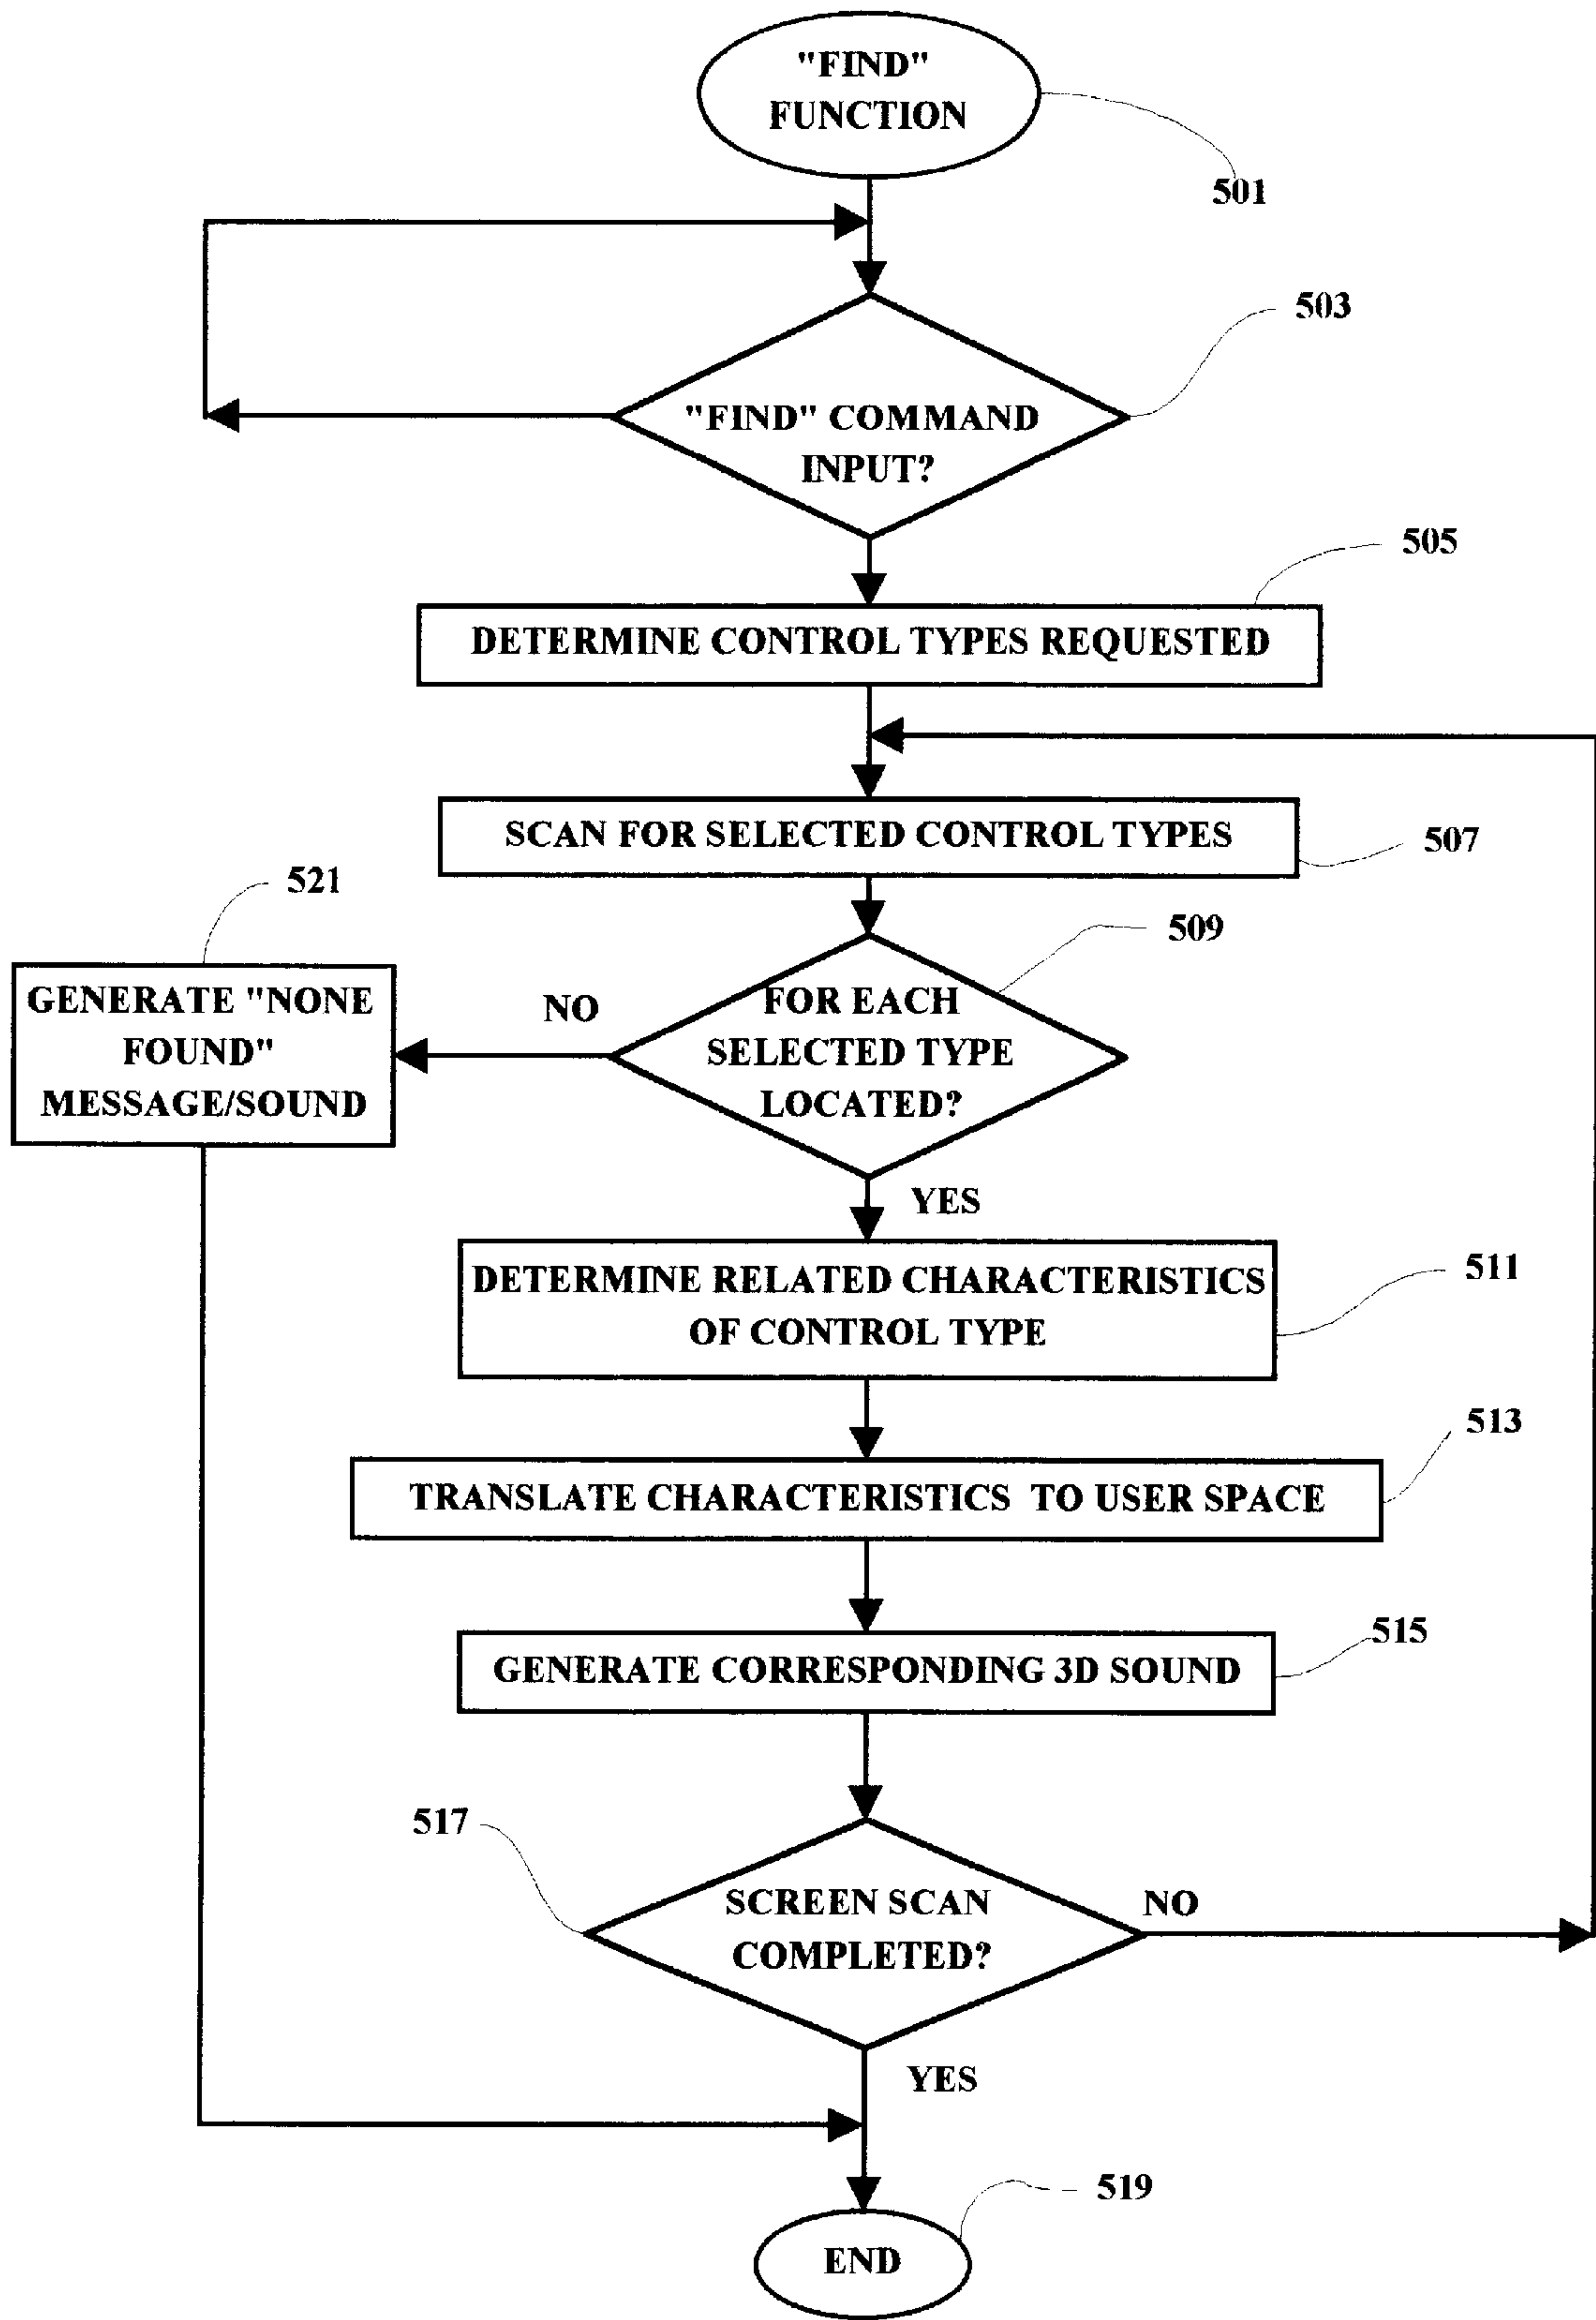 "FIND"
FUNCTION
501
503
"FIND" COMMAND
INPUT?
505
DETERMINE CONTROL TYPES REQUESTED
SCAN FOR SELECTED CONTROL TYPES
507
521
509
GENERATE "NONE
FOUND"
MESSAGE/SOUND
NO
FOR EACH
SELECTED TYPE
LOCATED?
YES
DETERMINE RELATED CHARACTERISTICS
OF CONTROL TYPE
511
513
TRANSLATE CHARACTERISTICS TO USER SPACE
515
GENERATE CORRESPONDING 3D SOUND
517
SCREEN SCAN
COMPLETED?
NO
YES
519
END